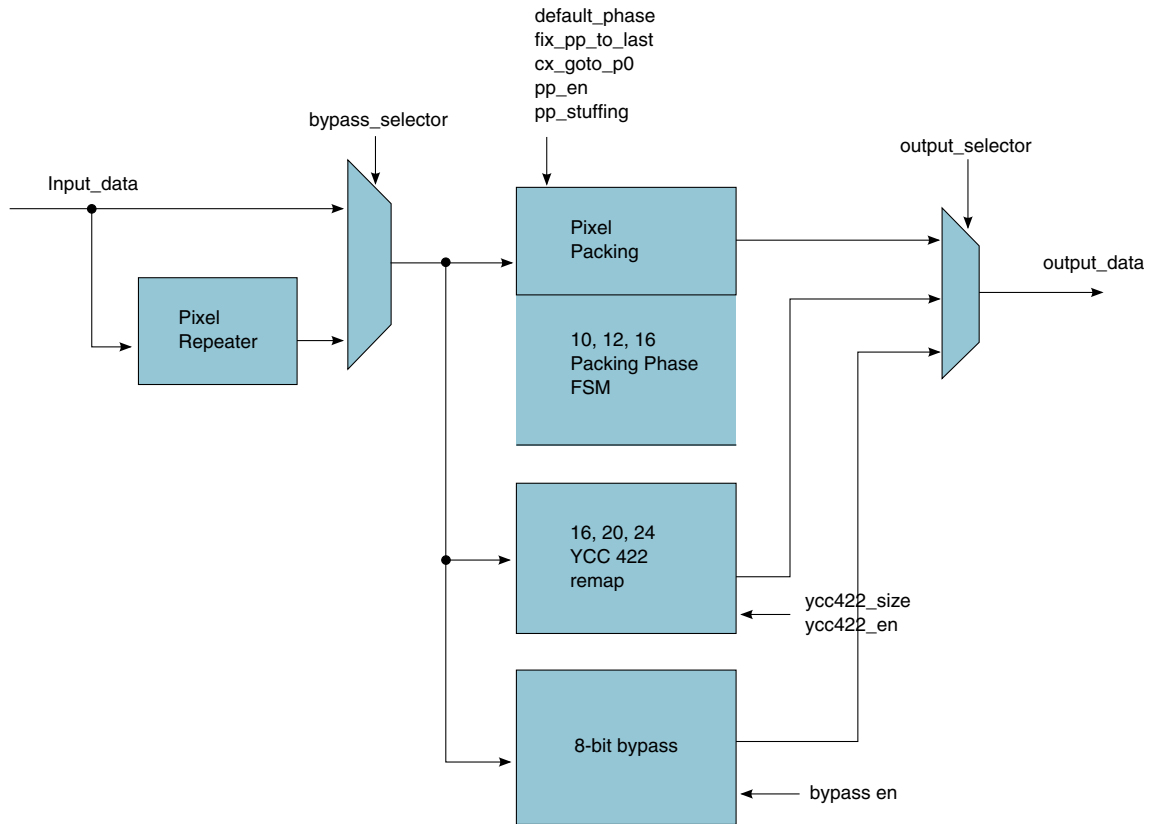 default_phase
fix_pp_to_last
cx_goto_p0
pp_en
pp_stuffing
bypass_selector
output_selector
Input_data
Pixel
Packing
output_data
Pixel
Repeater
10, 12, 16
Packing Phase
FSM
16, 20, 24
YCC 422
remap
ycc422_size
ycc422_en
8-bit bypass
bypass en